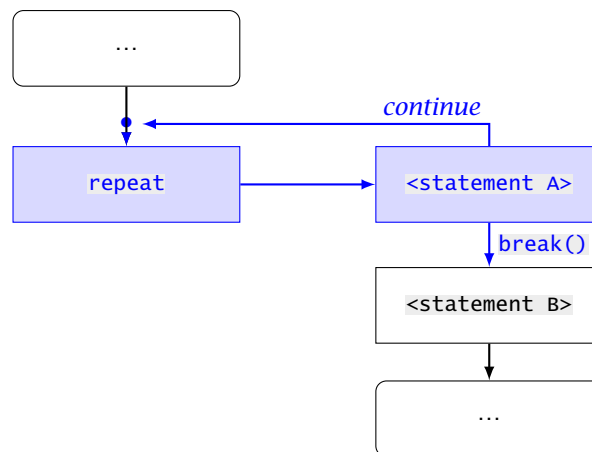 ...
continue
repeat
<statement A>
break()
<statement B>
...